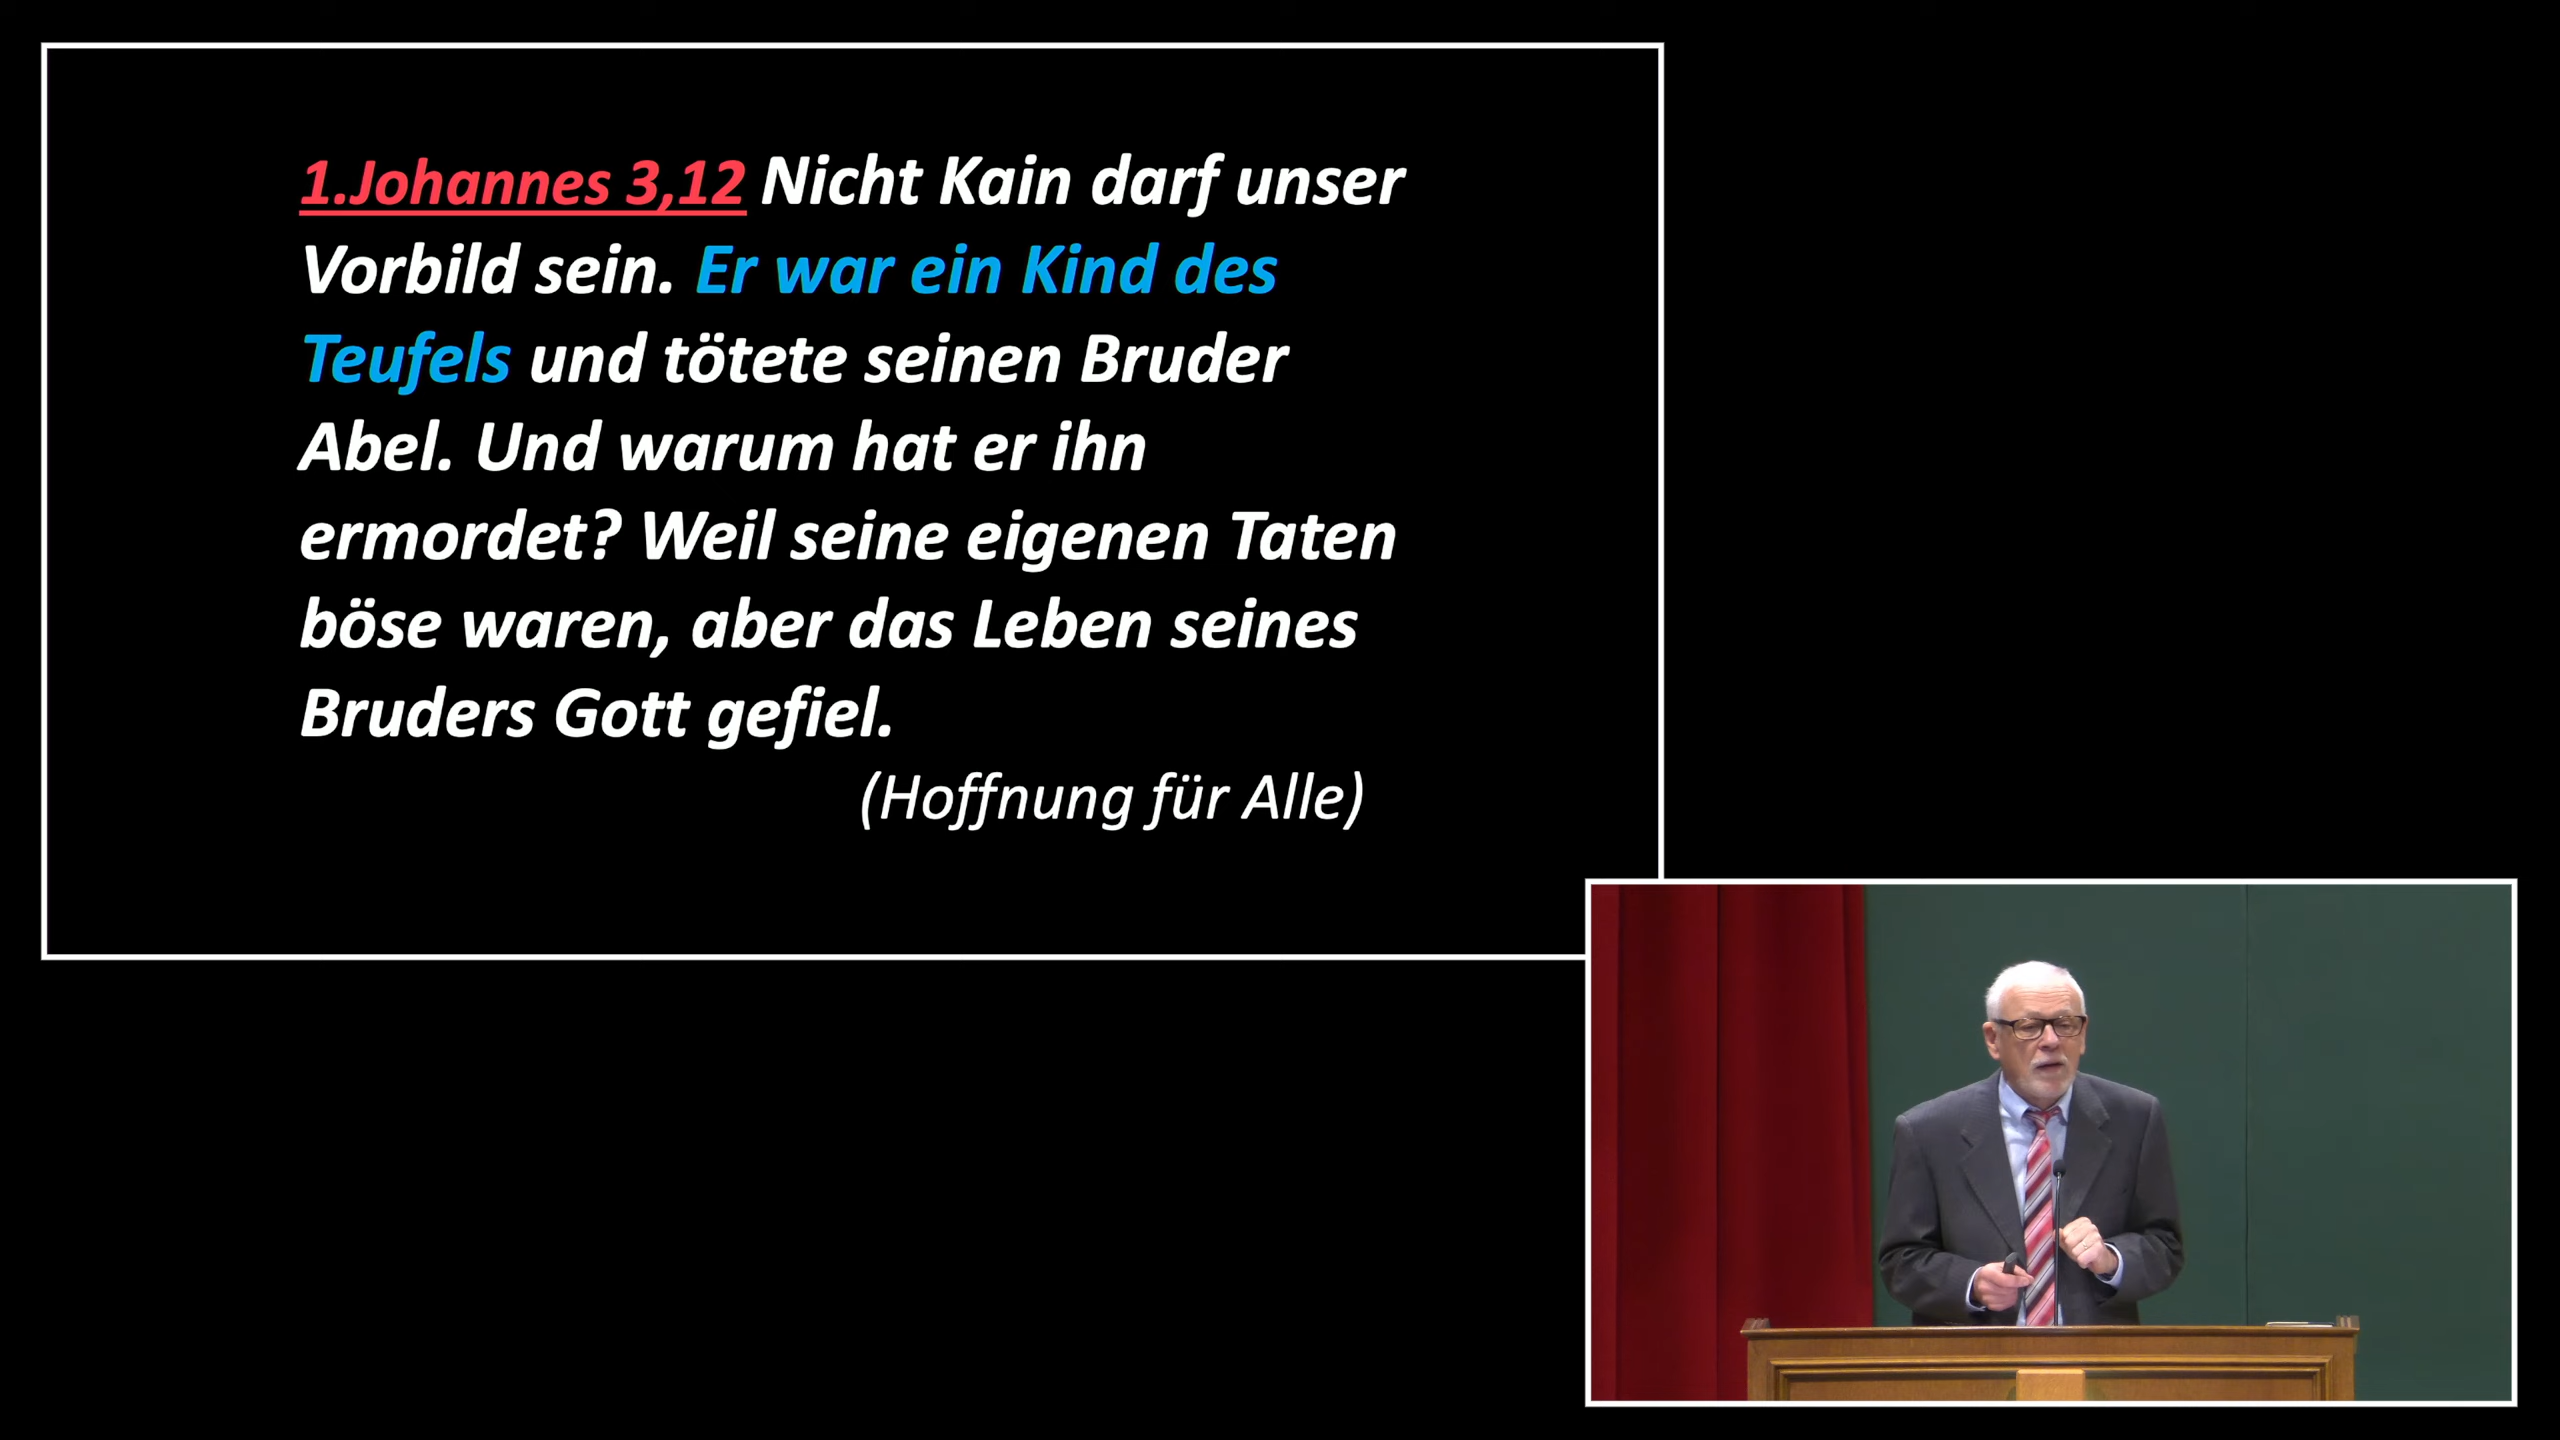 1.Johannes 3,12 Nicht Kain darf unser
Vorbild sein. Er war ein Kind des
Teufels und tötete seinen Bruder
Abel. Und warum hat er ihn
ermordet? Weil seine eigenen Taten
böse waren, aber das Leben seines
Bruders Gott gefiel.
(Hoffnung für Alle)